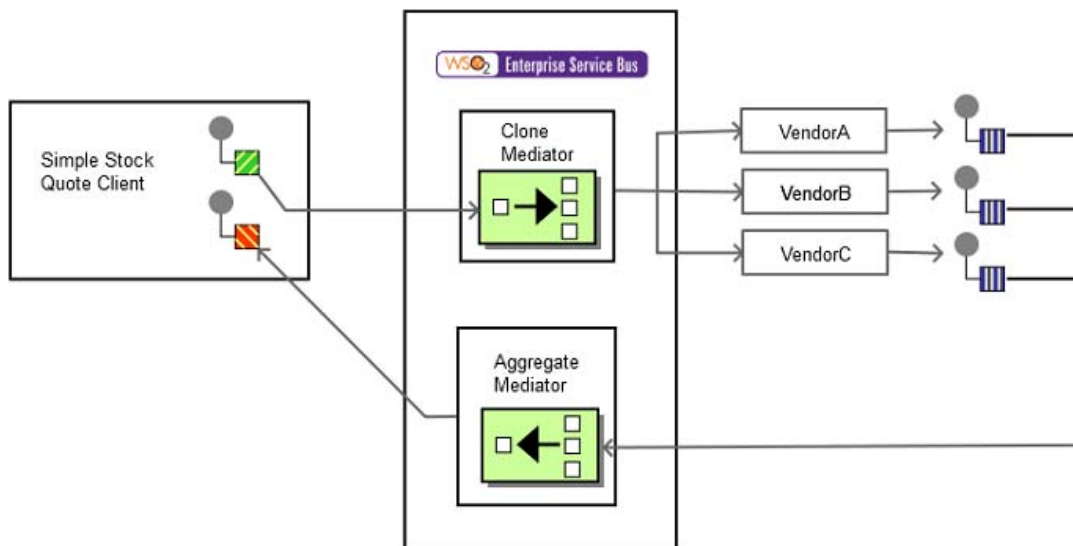 WSO2 Enterprise Service Bus
Simple Stock
Quote Client
Clone
Mediator
VendorA
VendorB
VendorC
Aggregate
Mediator